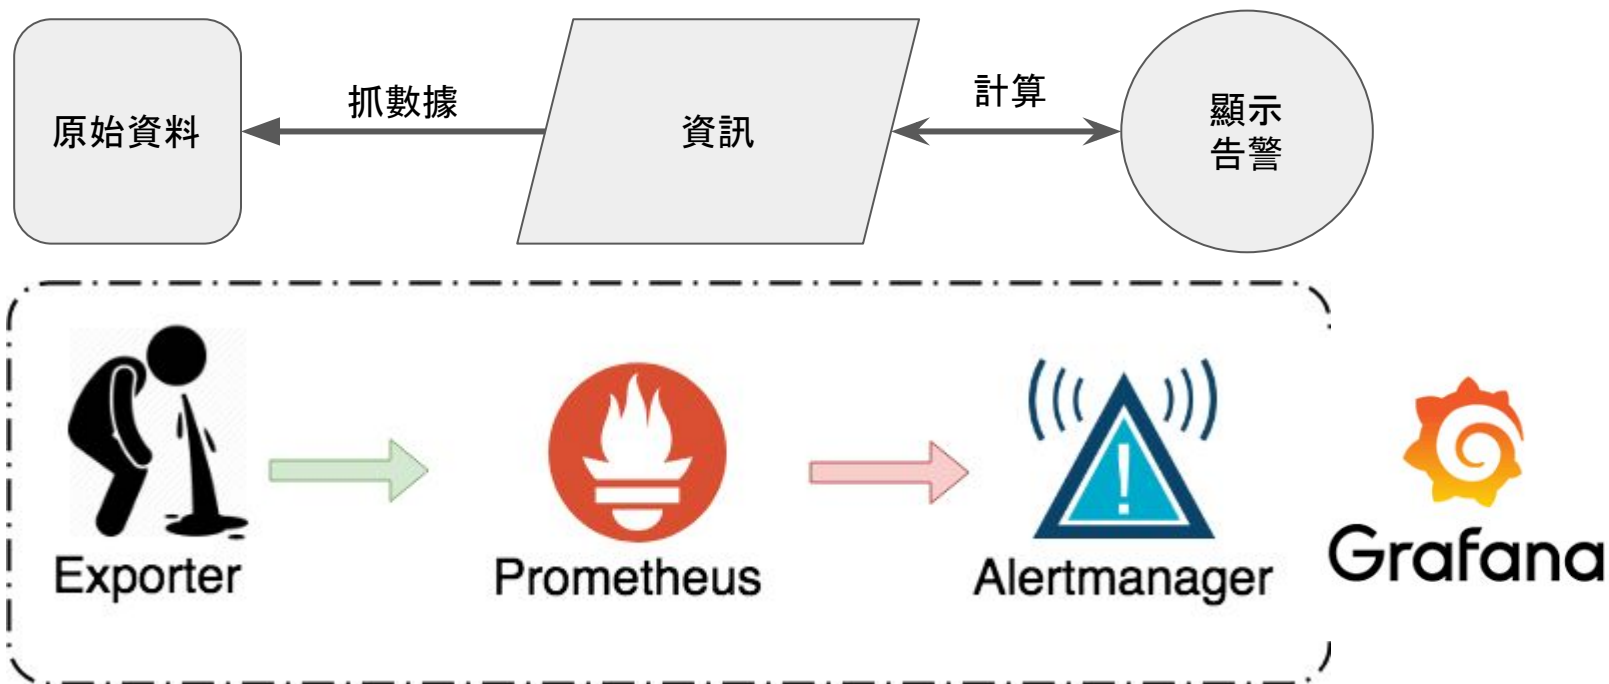 原始資料
抓數據
資訊
計算
顯示
告警
Exporter
Prometheus
Alertmanager
Grafana